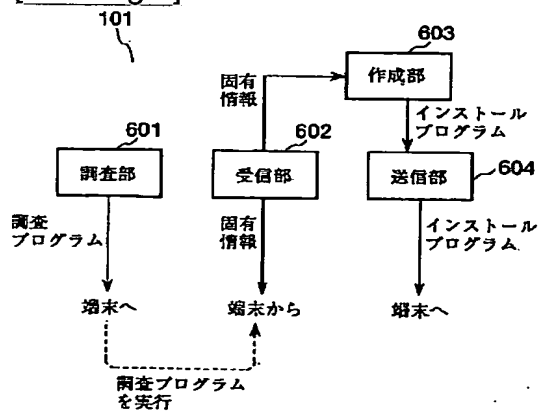 101
603
作成部
固有
情報
インストール
プログラム
601
調査部
602
受信部
送信部
604
調査
プログラム
固有
情報
インストール
プログラム
端末へ
端末から
端末へ
調査プログラム
を実行